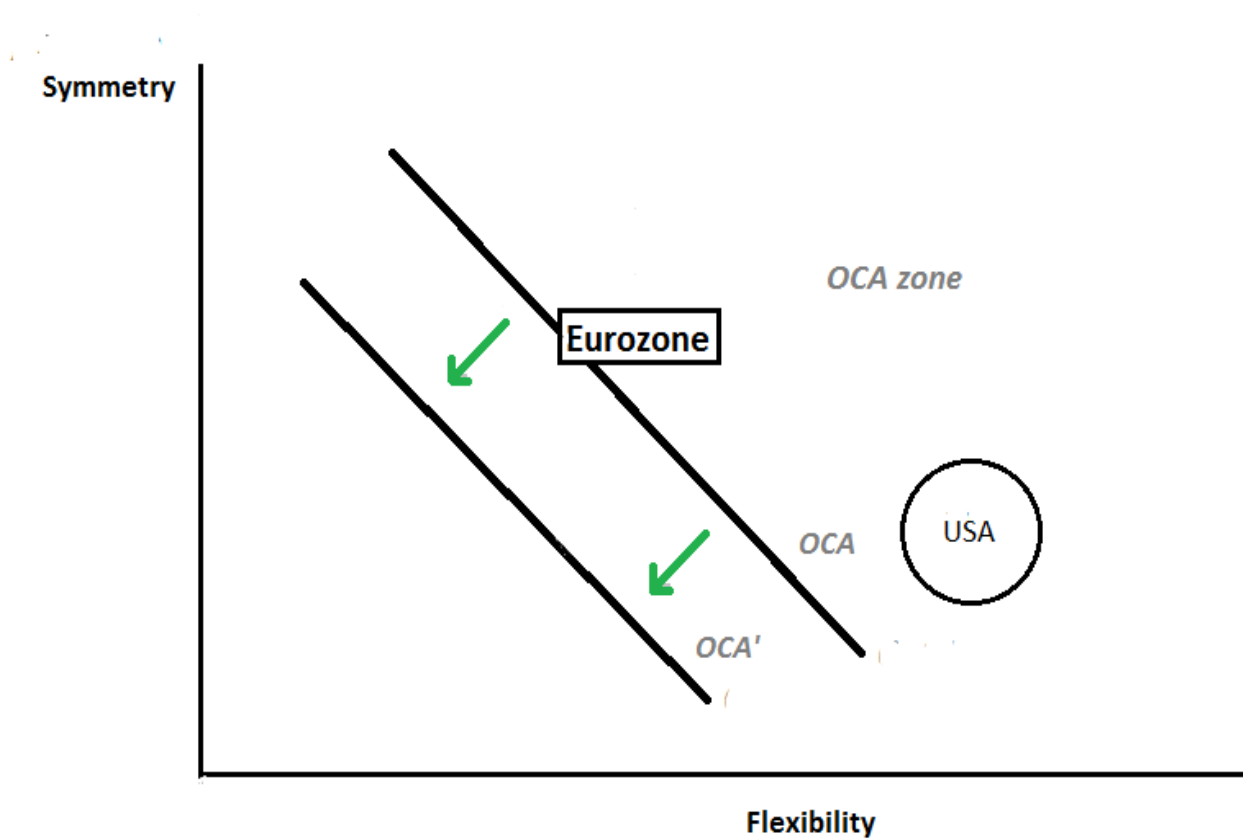 Symmetry
OCA zone
Eurozone
USA
OCA
OCA'
Flexibility